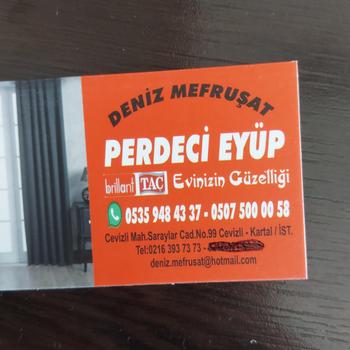 DENİZ MEFRUŞAT
PERDECİ EYÜP
brillant TAÇ Evinizin Güzelliği
0535 948 43 37 - 0507 500 00 58
Cevizli Mah.Saraylar Cad.No.99 Cevizli - Kartal / İST.
Tel:0216 393 73 73 -
deniz.mefrusat@hotmail.com